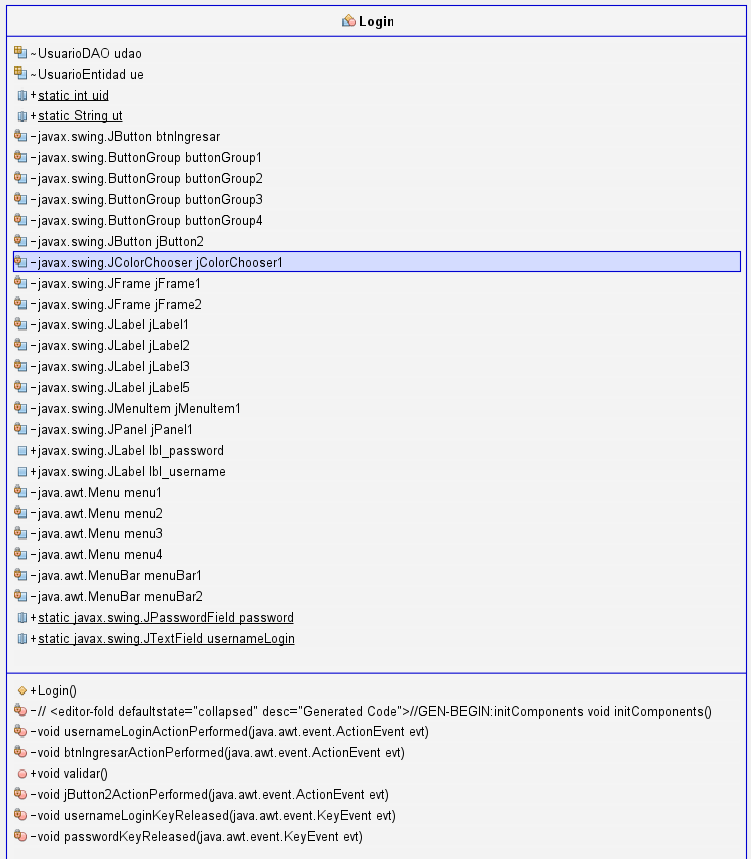 Login
~UsuarioDAO udao
~UsuarioEntidad ue
+static int uid
+static String ut
-javax.swing.JButton btnIngresar
-javax.swing.ButtonGroup buttonGroup1
-javax.swing.ButtonGroup buttonGroup2
-javax.swing.ButtonGroup buttonGroup3
-javax.swing.ButtonGroup buttonGroup4
-javax.swing.JButton jButton2
-javax.swing.JColorChooser jColorChooser1
-javax.swing.JFrame jFrame1
-javax.swing.JFrame jFrame2
-javax.swing.JLabel jLabel1
-javax.swing.JLabel jLabel2
-javax.swing.JLabel jLabel3
-javax.swing.JLabel jLabel5
-javax.swing.JMenuItem jMenuItem1
-javax.swing.JPanel jPanel1
+javax.swing.JLabel lbl_password
+javax.swing.JLabel lbl_username
-java.awt.Menu menu1
-java.awt.Menu menu2
-java.awt.Menu menu3
-java.awt.Menu menu4
-java.awt.MenuBar menuBar1
-java.awt.MenuBar menuBar2
+static javax.swing.JPasswordField password
+static javax.swing.JTextField usernameLogin
+Login()
-// <editor-fold defaultstate="collapsed" desc="Generated Code">//GEN-BEGIN:initComponents void initComponents()
-void usernameLoginActionPerformed(java.awt.event.ActionEvent evt)
-void btnIngresarActionPerformed(java.awt.event.ActionEvent evt)
+void validar()
-void jButton2ActionPerformed(java.awt.event.ActionEvent evt)
-void usernameLoginKeyReleased(java.awt.event.KeyEvent evt)
-void passwordKeyReleased(java.awt.event.KeyEvent evt)